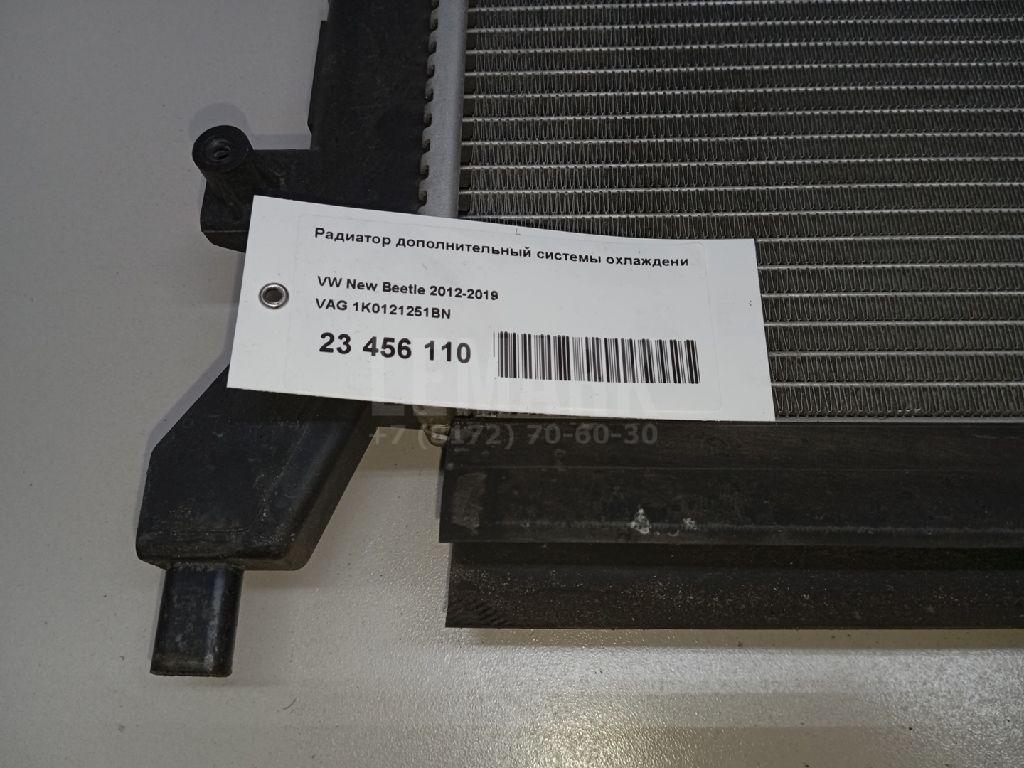 Радиатор дополнительный системы охлаждени
VW New Beetle 2012-2019
VAG 1K0121251BN
23 456 110
+7 (8172) 70-60-30